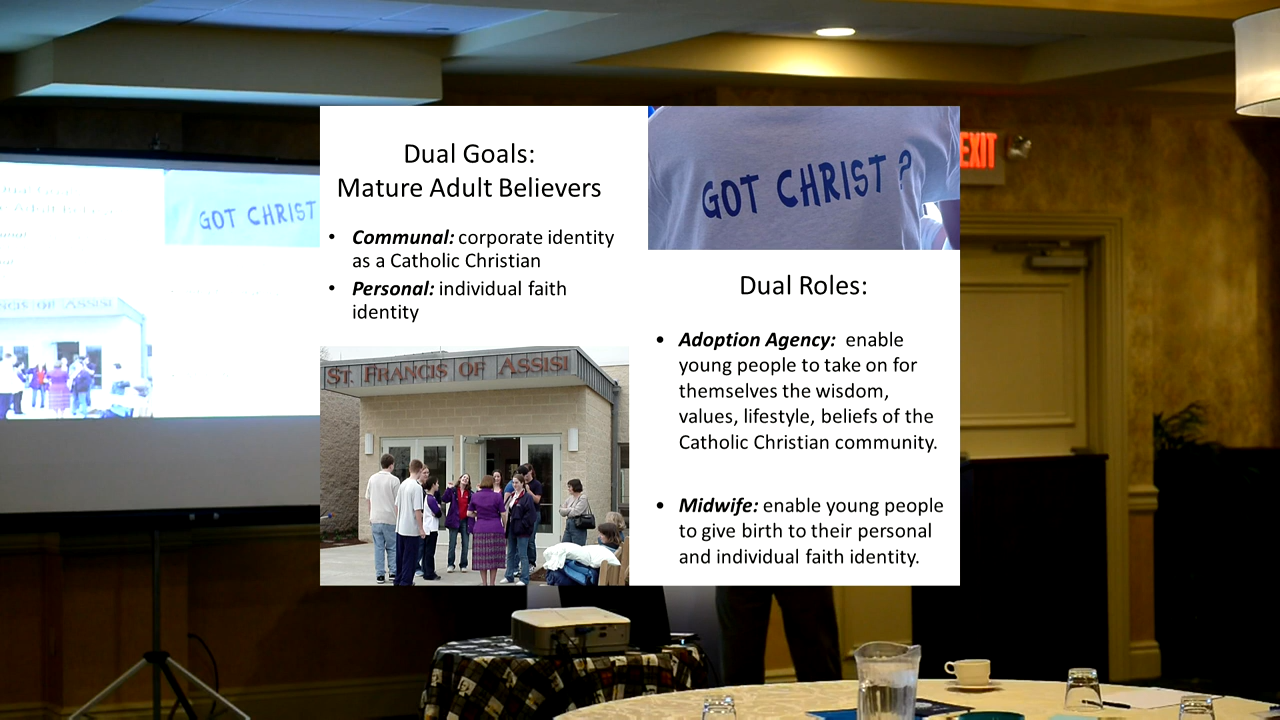 Dual Goals:
Mature Adult Believers
• Communal: corporate identity
as a Catholic Christian
• Personal: individual faith
identity
ST. FRANCIS OF ASSISI
GOT CHRIST ?
Dual Roles:
• Adoption Agency: enable
young people to take on for
themselves the wisdom,
values, lifestyle, beliefs of the
Catholic Christian community.
• Midwife: enable young people
to give birth to their personal
and individual faith identity.
GOT CHRIST
EXIT